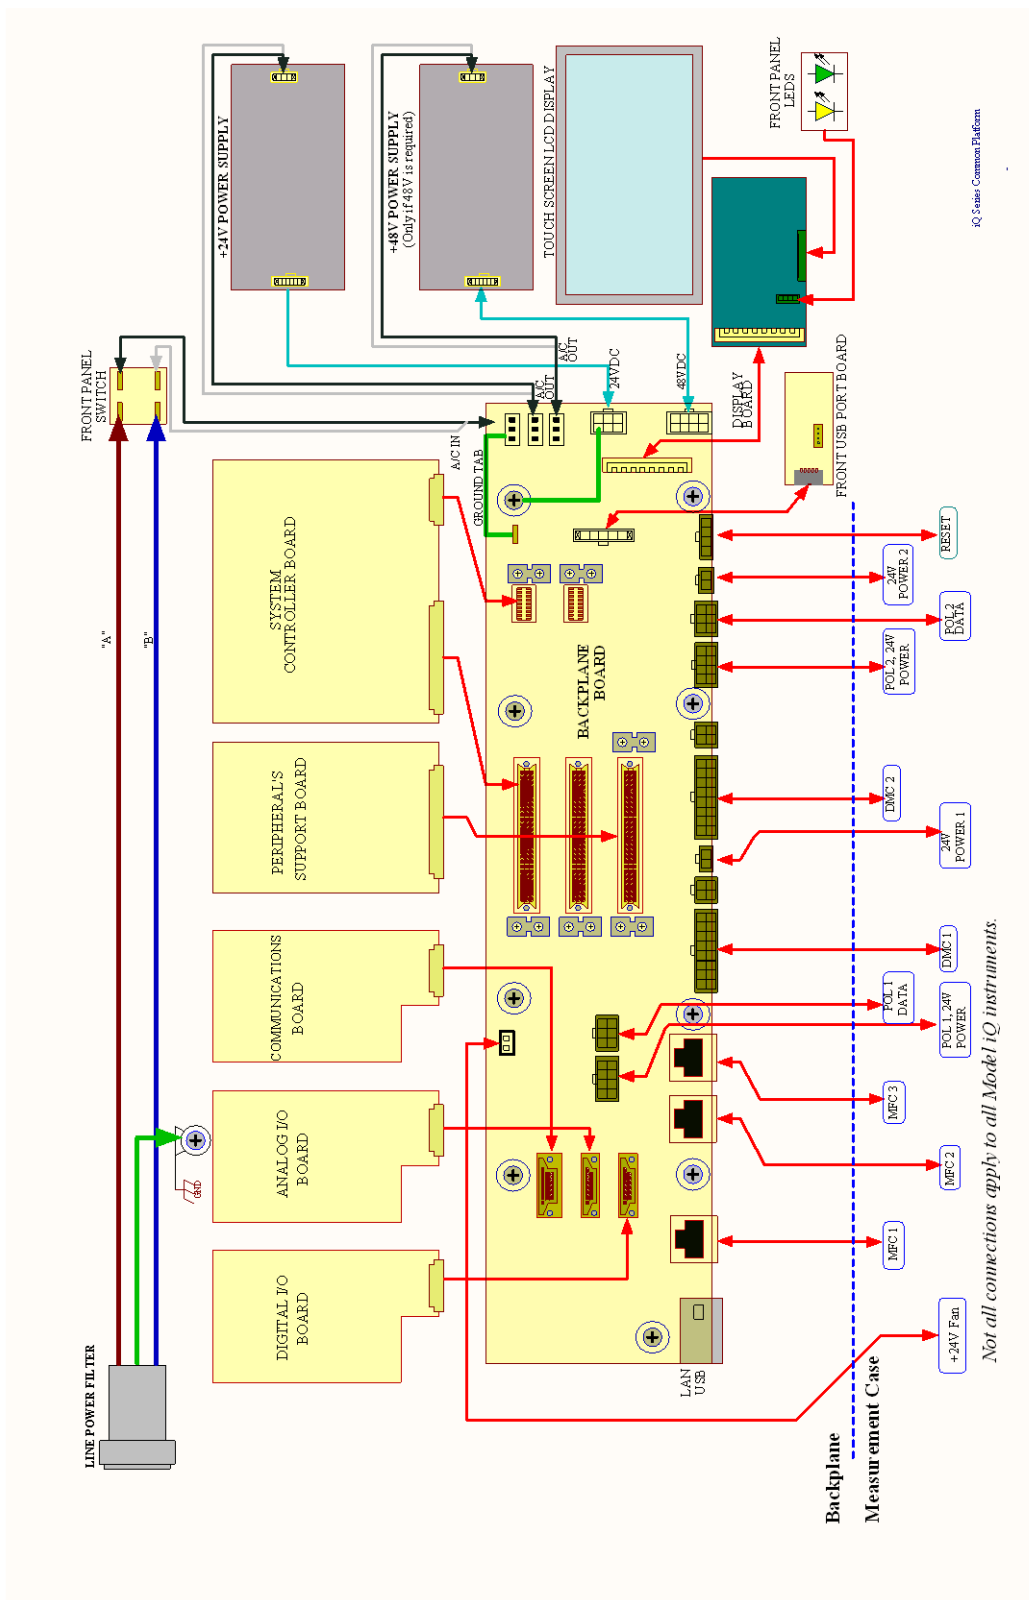 LINE POWER FILTER
"A"
"B"
GND
FRONT PANEL
SWITCH
+24V POWER SUPPLY
+48V POWER SUPPLY
(Only if 48V is required)
TOUCH SCREEN LCD DISPLAY
FRONT PANEL
LEDS
DIGITAL I/O
BOARD
ANALOG I/O
BOARD
COMMUNICATIONS
BOARD
PERIPHERAL'S
SUPPORT BOARD
SYSTEM
CONTROLLER BOARD
A/C IN
GROUND TAB
A/C
OUT
A/C
OUT
24VDC
48VDC
DISPLAY
BOARD
FRONT USB PORT BOARD
BACKPLANE
BOARD
LAN
USB
RESET
24V
POWER 2
POL 2
DATA
POL 2, 24V
POWER
DMC 2
24V
POWER 1
DMC 1
POL 1
DATA
POL 1, 24V
POWER
MFC 3
MFC 2
MFC 1
+24V Fan
Backplane
Measurement Case
Not all connections apply to all Model iQ instruments.
iQ Series Common Platform
-